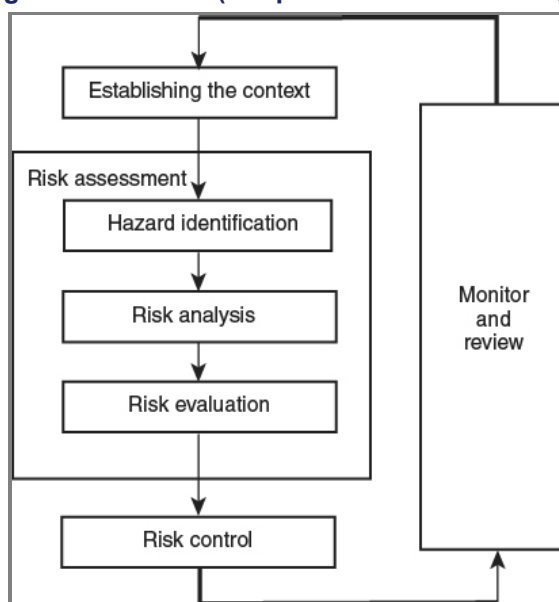 Establishing the context
Risk assessment
Hazard identification
Risk analysis
Risk evaluation
Risk control
Monitor
and
review